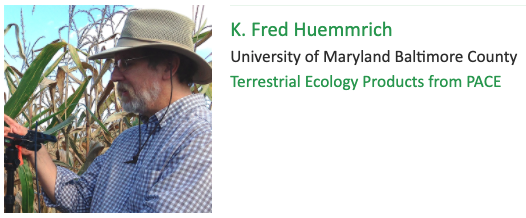 K. Fred Huemmrich
University of Maryland Baltimore County
Terrestrial Ecology Products from PACE